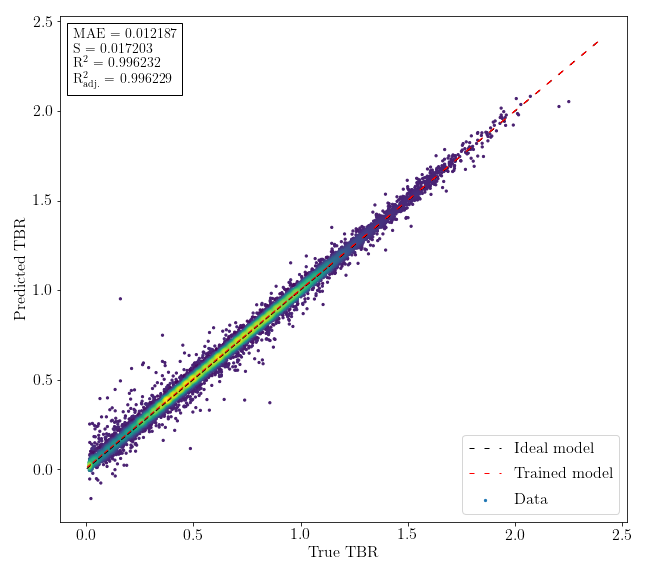 MAE = 0.012187
S = 0.017203
R² = 0.996232
R²adj. = 0.996229
2.5
2.0
1.5
1.0
0.5
0.0
Predicted TBR
Ideal model
Trained model
Data
0.0 0.5 1.0 1.5 2.0 2.5
True TBR